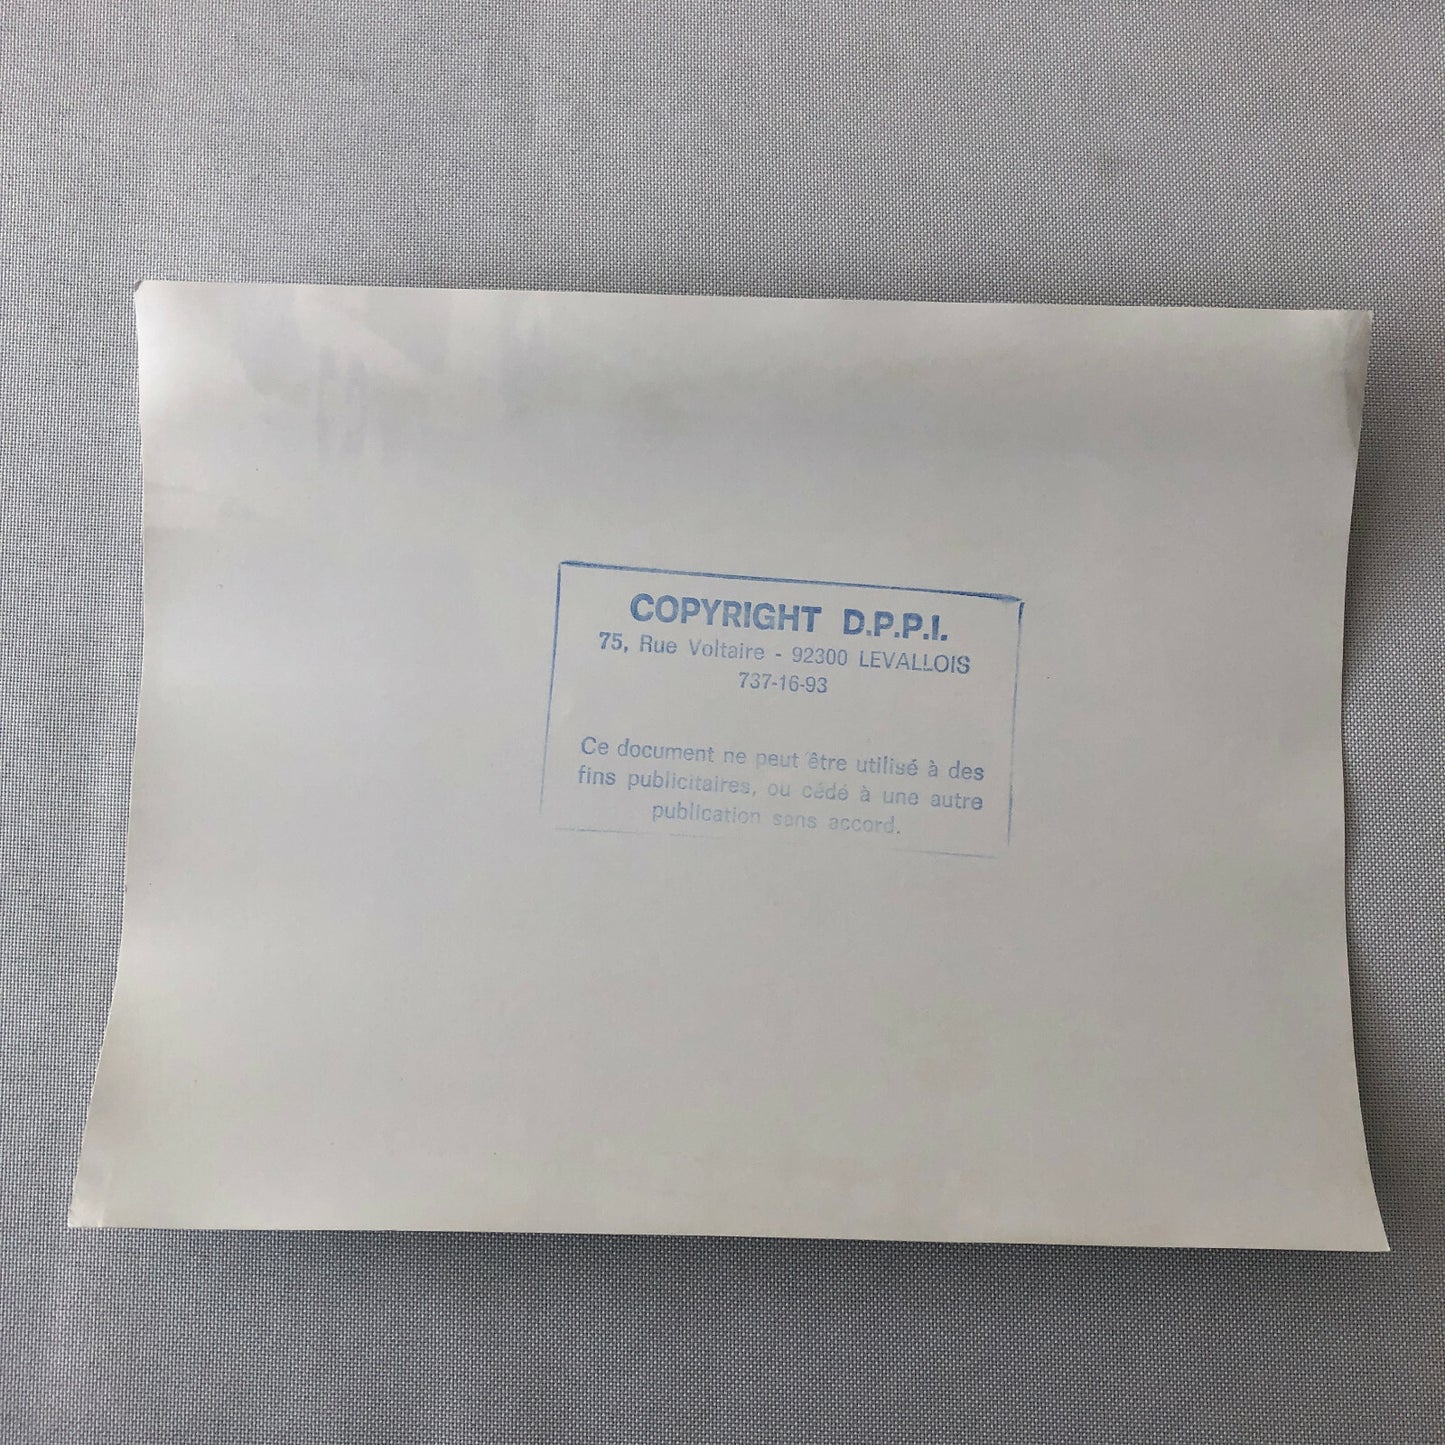 COPYRIGHT D.P.P.I.
75, Rue Voltaire - 92300 LEVALLOIS
737-16-93
Ce document ne peut être utilisé à des
fins publicitaires, ou cédé à une autre
publication sans accord.